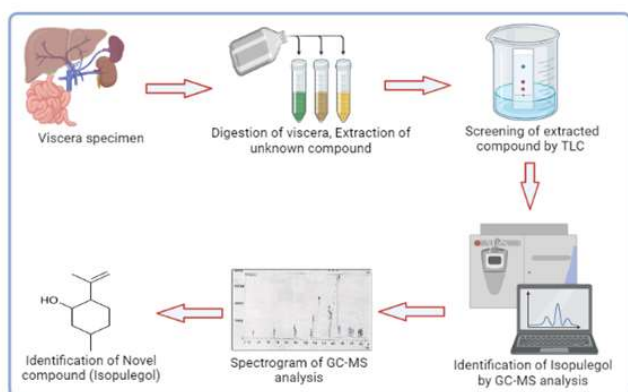 Viscera specimen
Digestion of viscera, Extraction of
unknown compound
Screening of extracted
compound by TLC
HO
Identification of Novel
compound (Isopulegol)
Spectrogram of GC-MS
analysis
Identification of Isopulegol
by GC-MS analysis